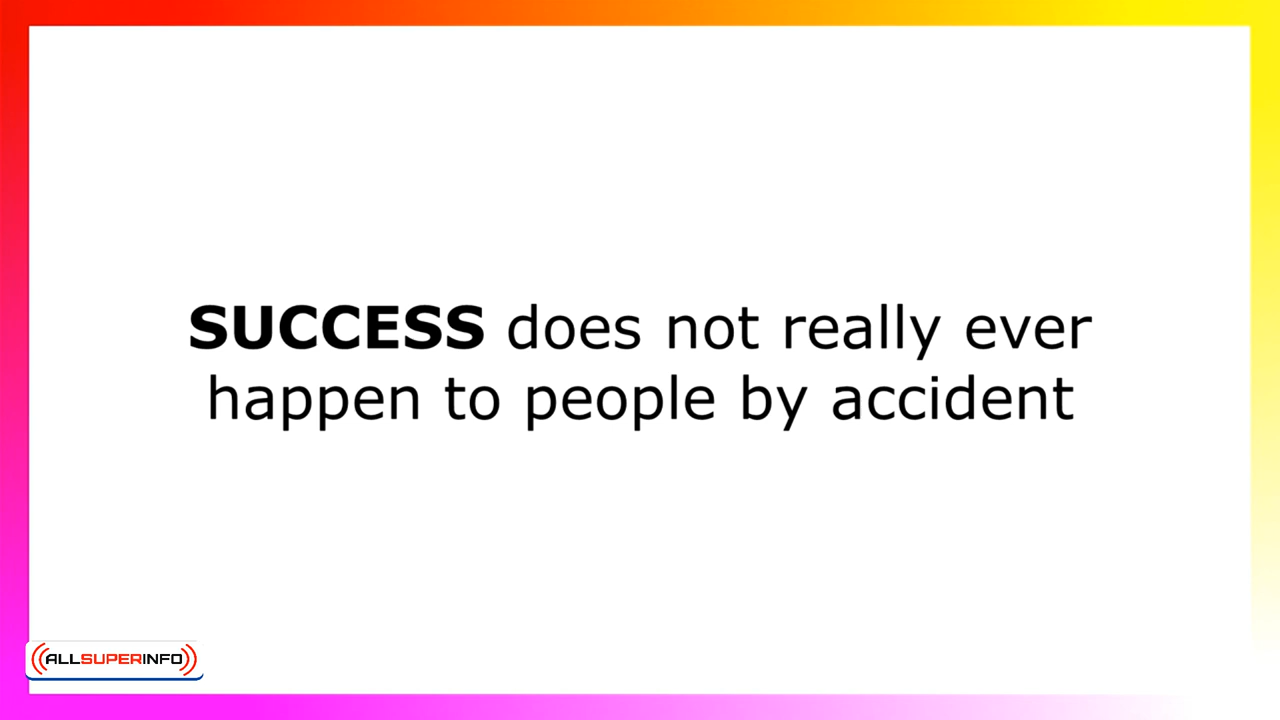 SUCCESS does not really ever
happen to people by accident
ALLSUPERINFO